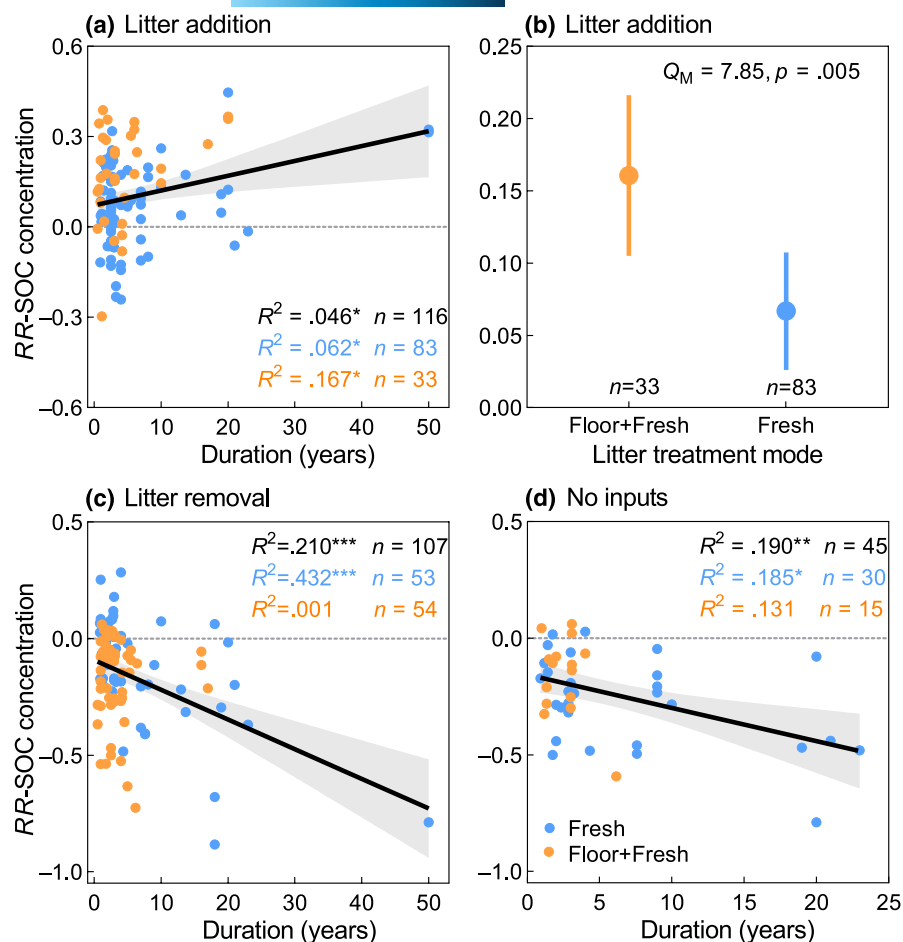 (a) Litter addition
RR-SOC concentration
0.6
0.3
0.0
–0.3
–0.6
R² = .046* n = 116
R² = .062* n = 83
R² = .167* n = 33
0 10 20 30 40 50
Duration (years)
(b) Litter addition
0.25
0.20
0.15
0.10
0.05
0.00
Q_M = 7.85, p = .005
n=33 n=83
Floor+Fresh Fresh
Litter treatment mode
(c) Litter removal
RR-SOC concentration
0.5
0.0
–0.5
–1.0
R²=.210*** n = 107
R²=.432*** n = 53
R²=.001 n = 54
0 10 20 30 40 50
Duration (years)
(d) No inputs
0.5
0.0
–0.5
–1.0
R² = .190** n = 45
R² = .185* n = 30
R² = .131 n = 15
Fresh
Floor+Fresh
0 5 10 15 20 25
Duration (years)